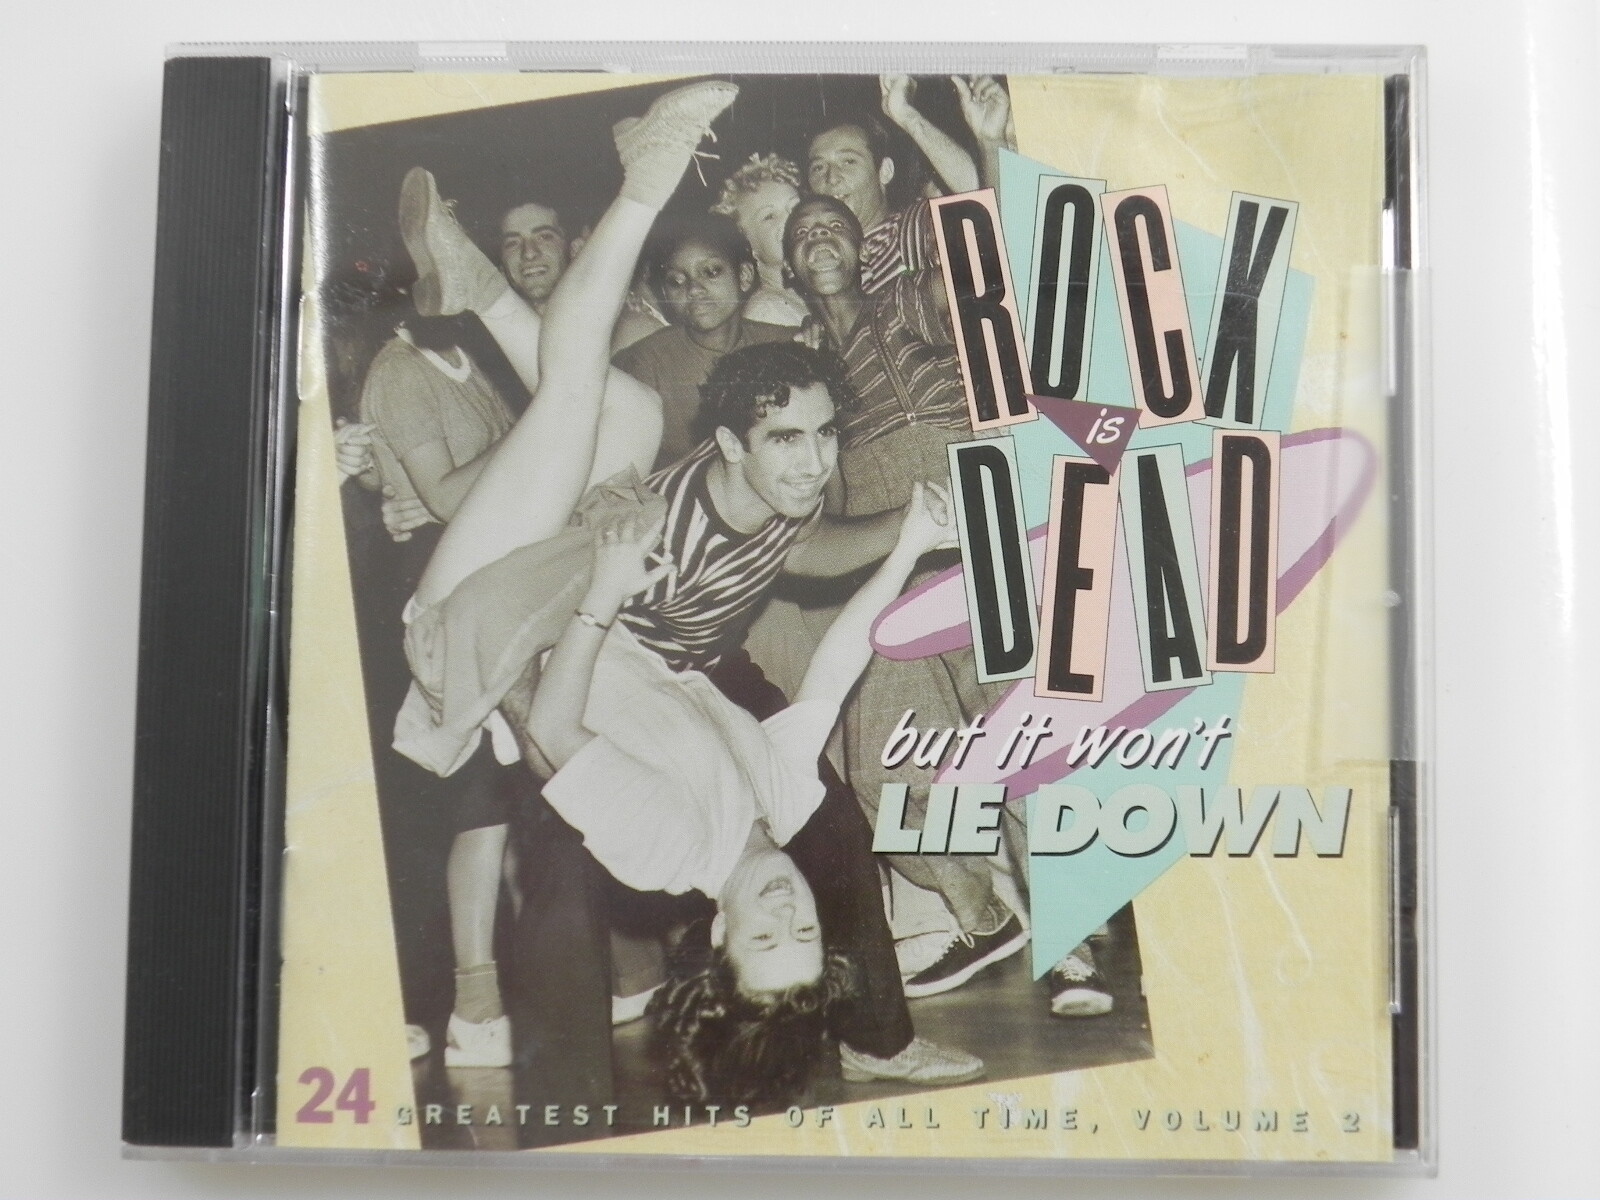 ROCK
is
DEAD
but it won't
LIE DOWN
24 GREATEST HITS OF ALL TIME, VOLUME 2